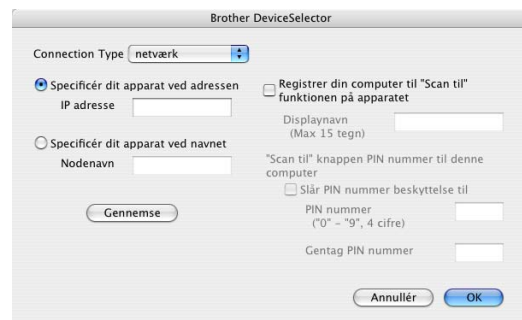 Brother DeviceSelector
Connection Type netværk
Specificér dit apparat ved adressen
IP adresse
Specificér dit apparat ved navnet
Nodenavn
Gennemse
Registrer din computer til "Scan til"
funktionen på apparatet
Displaynavn
(Max 15 tegn)
"Scan til" knappen PIN nummer til denne
computer
Slår PIN nummer beskyttelse til
PIN nummer
("0" – "9", 4 cifre)
Gentag PIN nummer
Annullér
OK